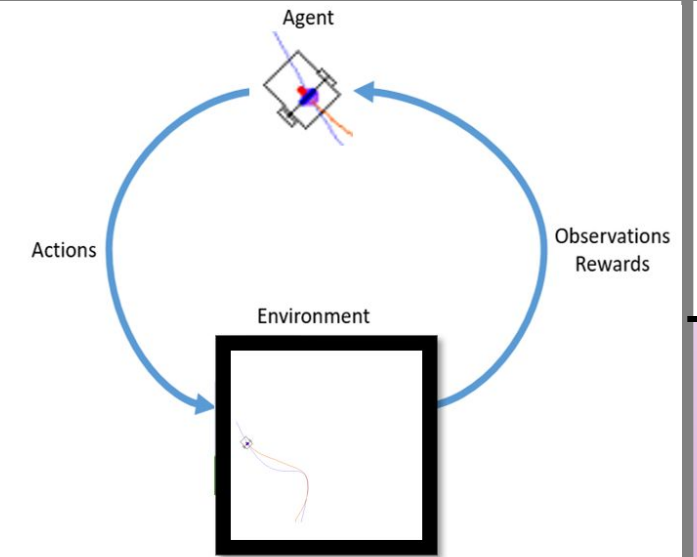 Agent
Actions
Observations
Rewards
Environment